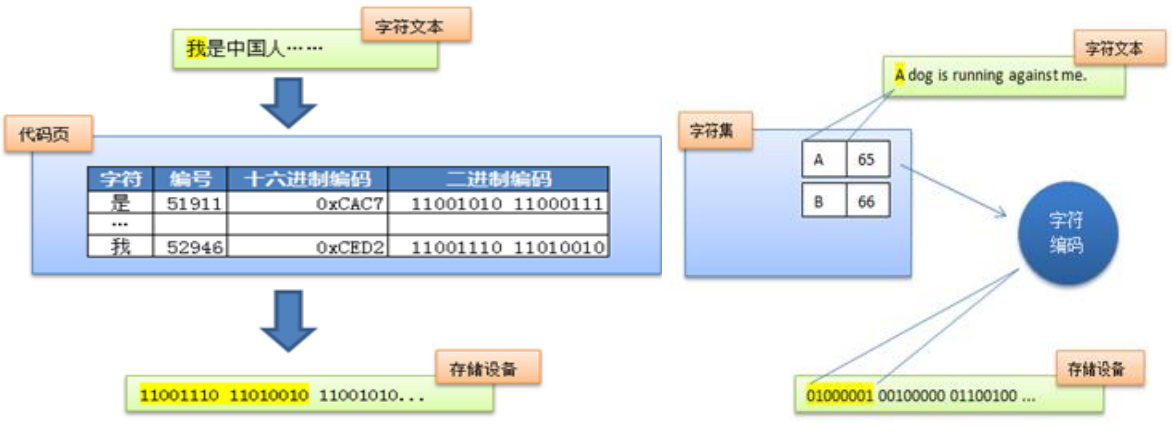 字符文本
我是中国人……
代码页
字符 编号 十六进制编码 二进制编码
是 51911 0xCAC7 11001010 11000111
…
我 52946 0xCED2 11001110 11010010
存储设备
11001110 11010010 11001010...
字符文本
A dog is running against me.
字符集
A 65
B 66
字符
编码
存储设备
01000001 00100000 01100100 ...